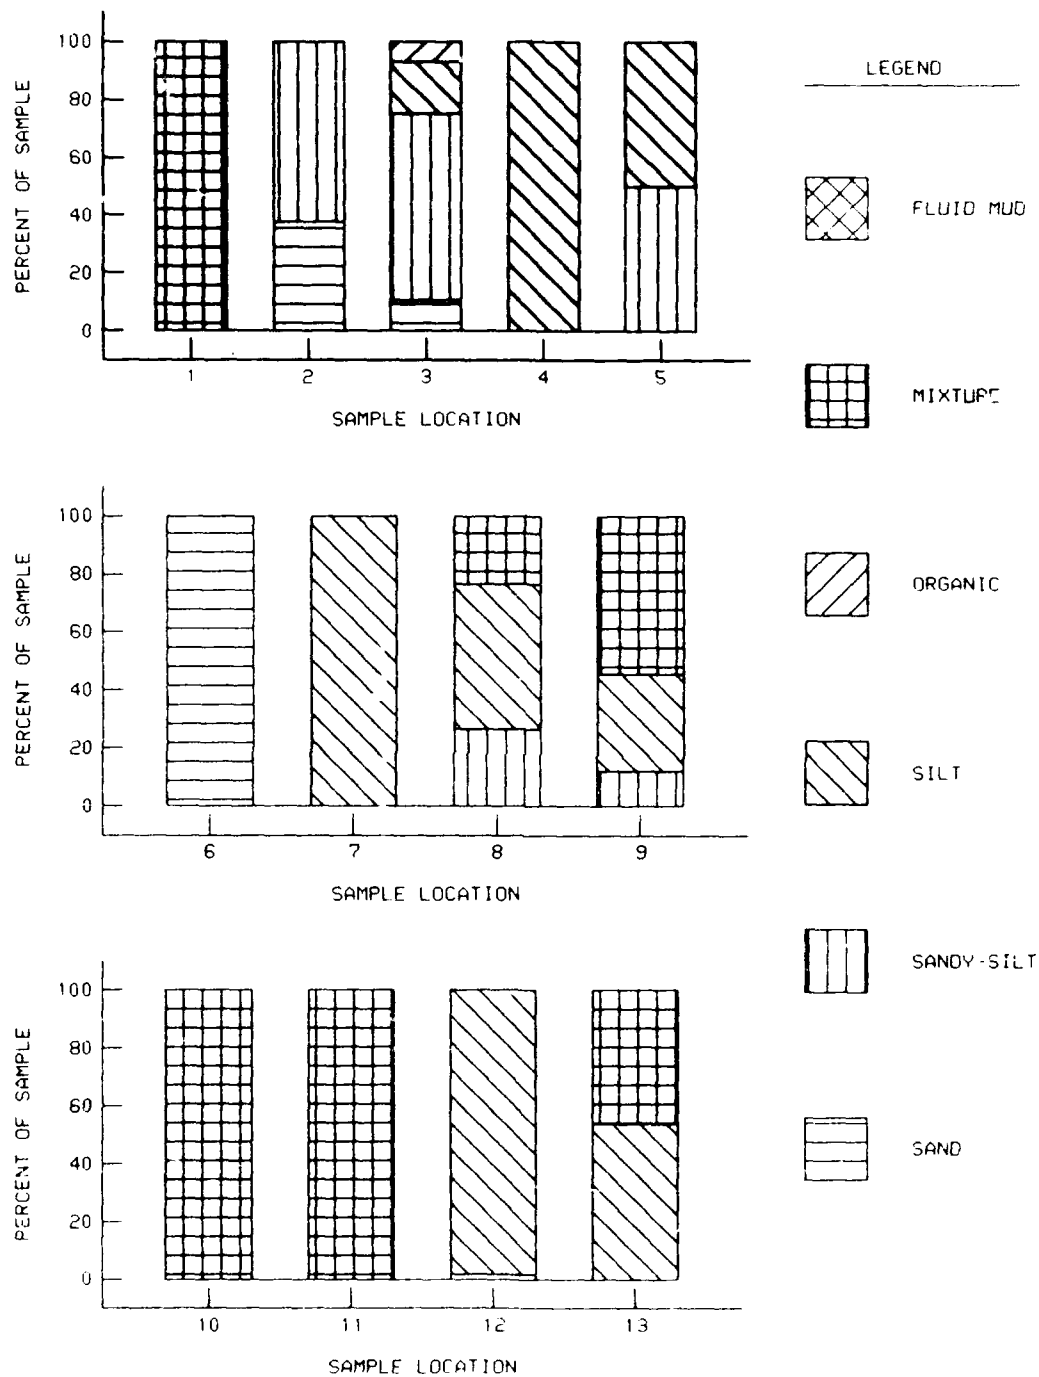 PERCENT OF SAMPLE
100
80
60
40
20
0
1 2 3 4 5
SAMPLE LOCATION
PERCENT OF SAMPLE
100
80
60
40
20
0
6 7 8 9
SAMPLE LOCATION
PERCENT OF SAMPLE
100
80
60
40
20
0
10 11 12 13
SAMPLE LOCATION
LEGEND
FLUID MUD
MIXTURE
ORGANIC
SILT
SANDY-SILT
SAND